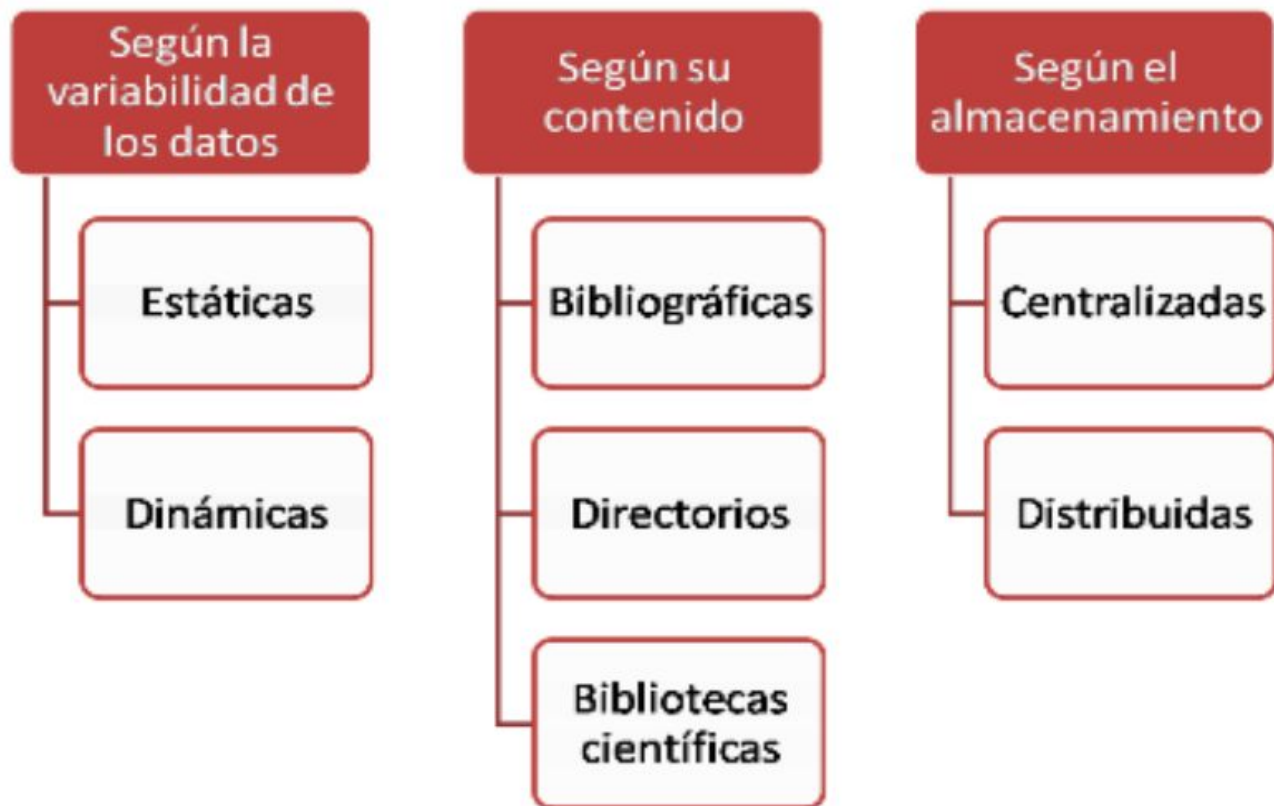 Según la
variabilidad de
los datos
Estáticas
Dinámicas
Según su
contenido
Bibliográficas
Directorios
Bibliotecas
científicas
Según el
almacenamiento
Centralizadas
Distribuidas